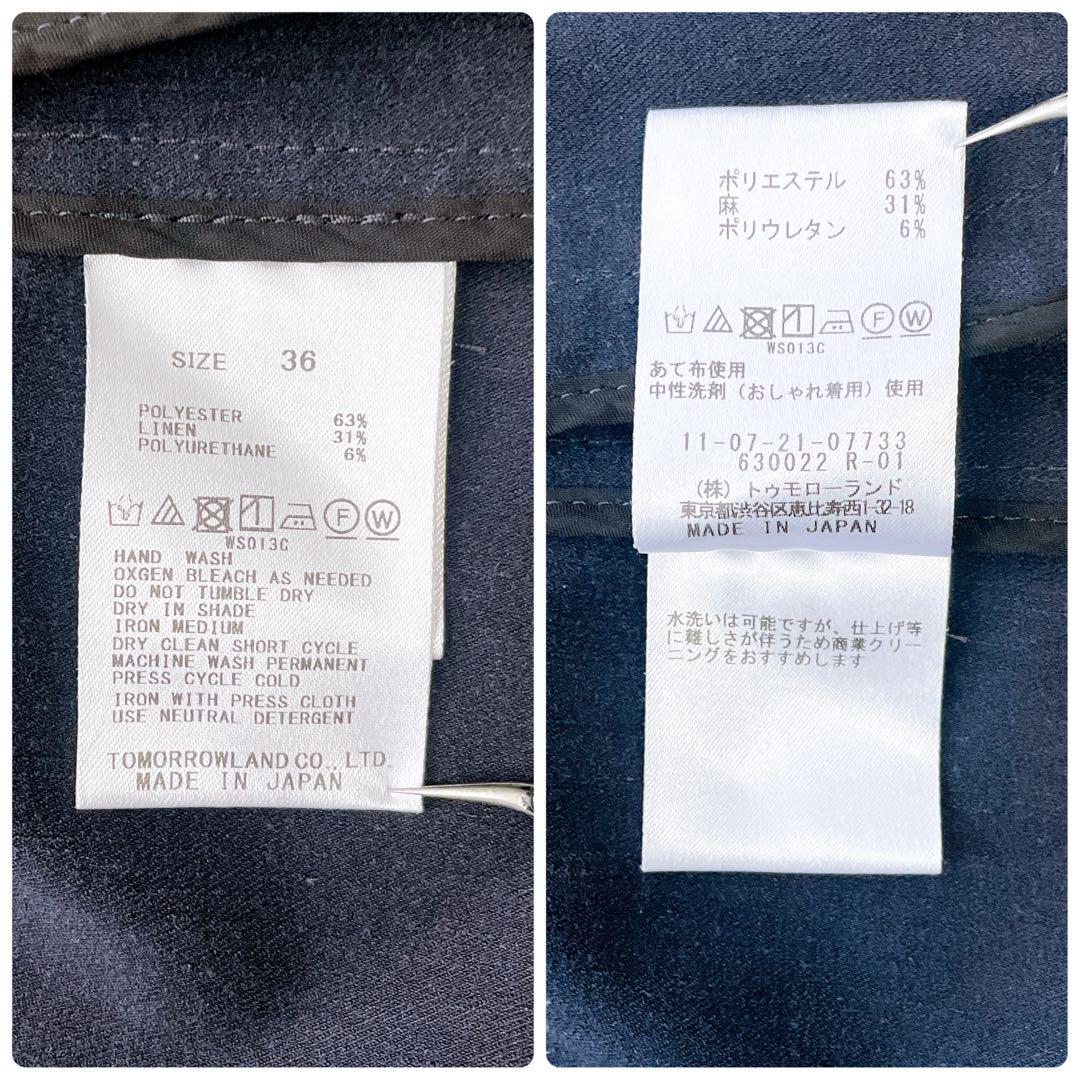 SIZE 36
POLYESTER 63%
LINEN 31%
POLYURETHANE 6%
WS013C
HAND WASH
OXGEN BLEACH AS NEEDED
DO NOT TUMBLE DRY
DRY IN SHADE
IRON MEDIUM
DRY CLEAN SHORT CYCLE
MACHINE WASH PERMANENT
PRESS CYCLE COLD
IRON WITH PRESS CLOTH
USE NEUTRAL DETERGENT
TOMORROWLAND CO., LTD.
MADE IN JAPAN
ポリエステル 63%
麻 31%
ポリウレタン 6%
F W
WS013C
あて布使用
中性洗剤（おしゃれ着用）使用
11-07-21-07733
630022 R-01
（株）トゥモローランド
東京都渋谷区恵比寿西1-32-18
MADE IN JAPAN
水洗いは可能ですが、仕上げ等
に難しさが伴うため商業クリー
ニングをおすすめします